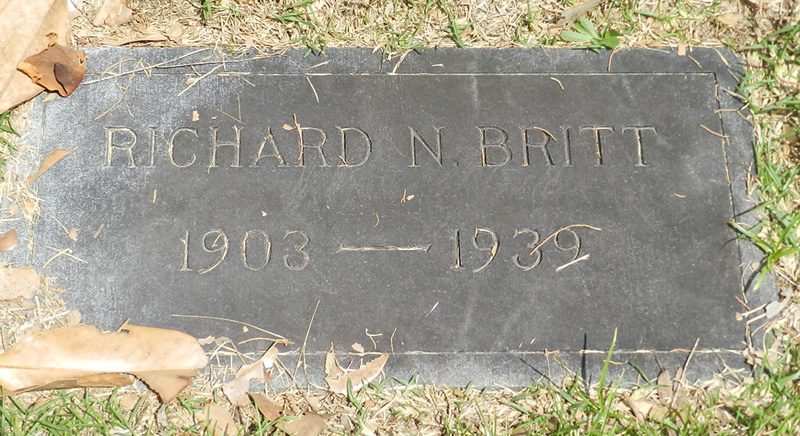 RICHARD N. BRITT
1903 — 1939